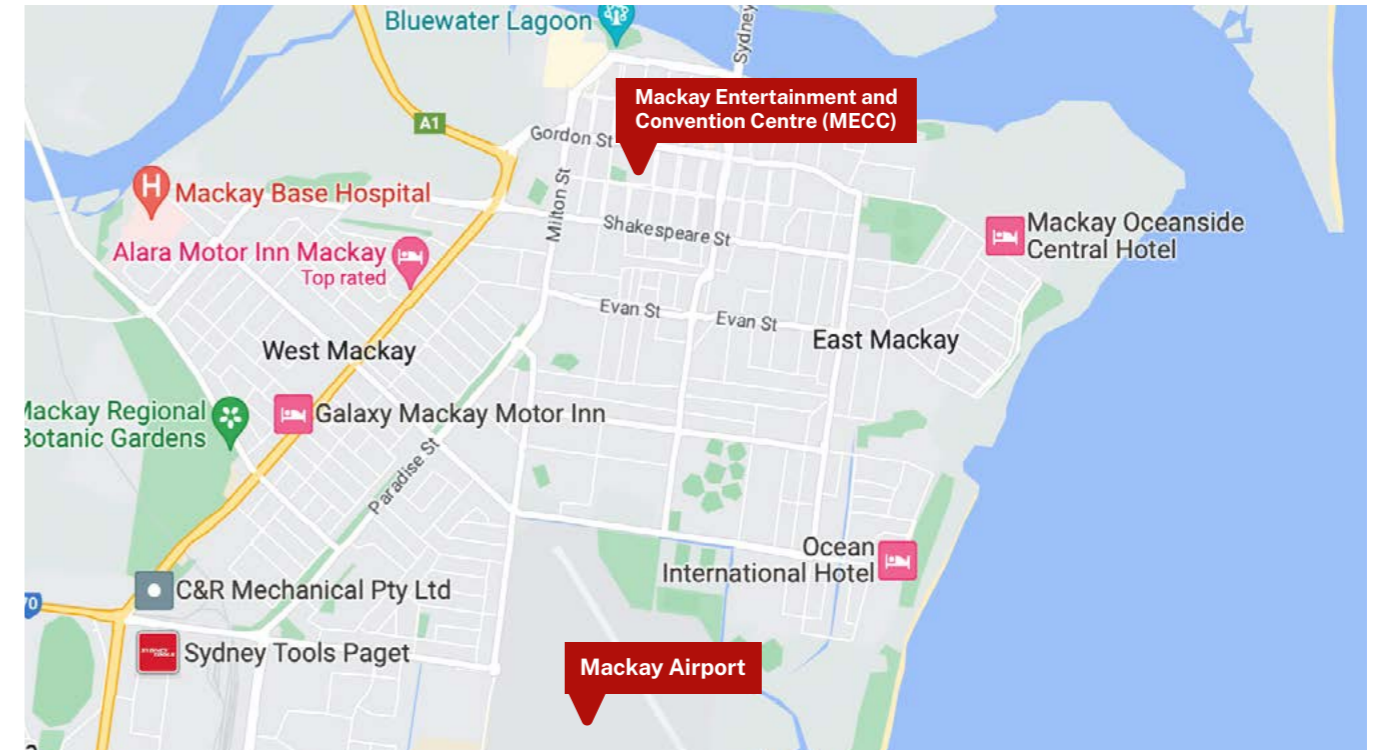 Bluewater Lagoon
Sydney
Mackay Entertainment and
Convention Centre (MECC)
A1
Gordon St
H
Mackay Base Hospital
Milton St
Shakespeare St
Mackay Oceanside
Central Hotel
Alara Motor Inn Mackay
Top rated
Evan St
Evan St
East Mackay
West Mackay
Mackay Regional
Botanic Gardens
Galaxy Mackay Motor Inn
Paradise St
Ocean
International Hotel
C&R Mechanical Pty Ltd
70
Sydney Tools Paget
Mackay Airport